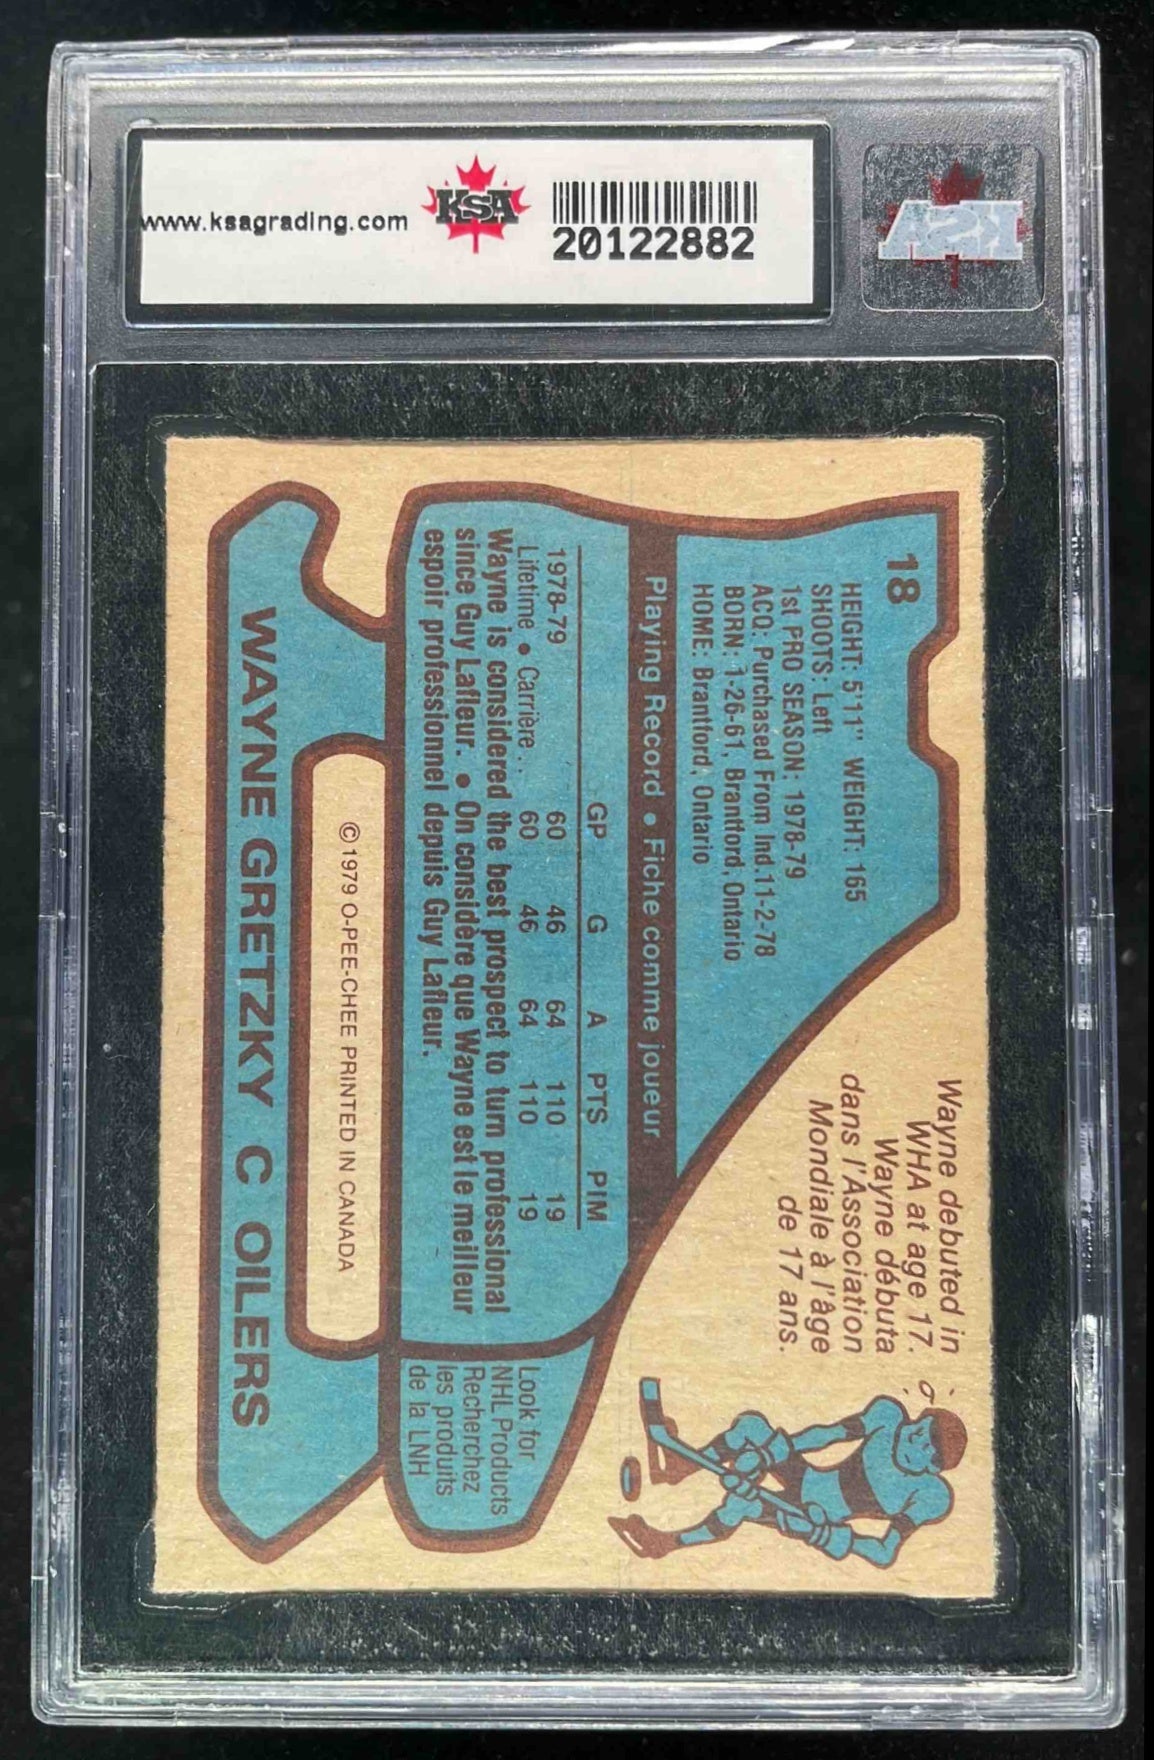 www.ksagrading.com
KSA
20122882
KSA
18
HEIGHT: 5'11" WEIGHT: 165
SHOOTS: Left
1st PRO SEASON: 1978-79
ACQ: Purchased From Ind.11-2-78
BORN: 1-26-61, Brantford, Ontario
HOME: Brantford, Ontario
Wayne debuted in
WHA at age 17.
Wayne débuta
dans l'Association
Mondiale à l'âge
de 17 ans.
Playing Record • Fiche comme joueur
GP G A PTS PIM
1978-79 60 46 64 110 19
Lifetime • Carrière.. 60 46 64 110 19
Wayne is considered the best prospect to turn professional
since Guy Lafleur. • On considère que Wayne est le meilleur
espoir professionnel depuis Guy Lafleur.
Look for
NHL Products
Recherchez
les produits
de la LNH
©1979 O-PEE-CHEE PRINTED IN CANADA
WAYNE GRETZKY C OILERS